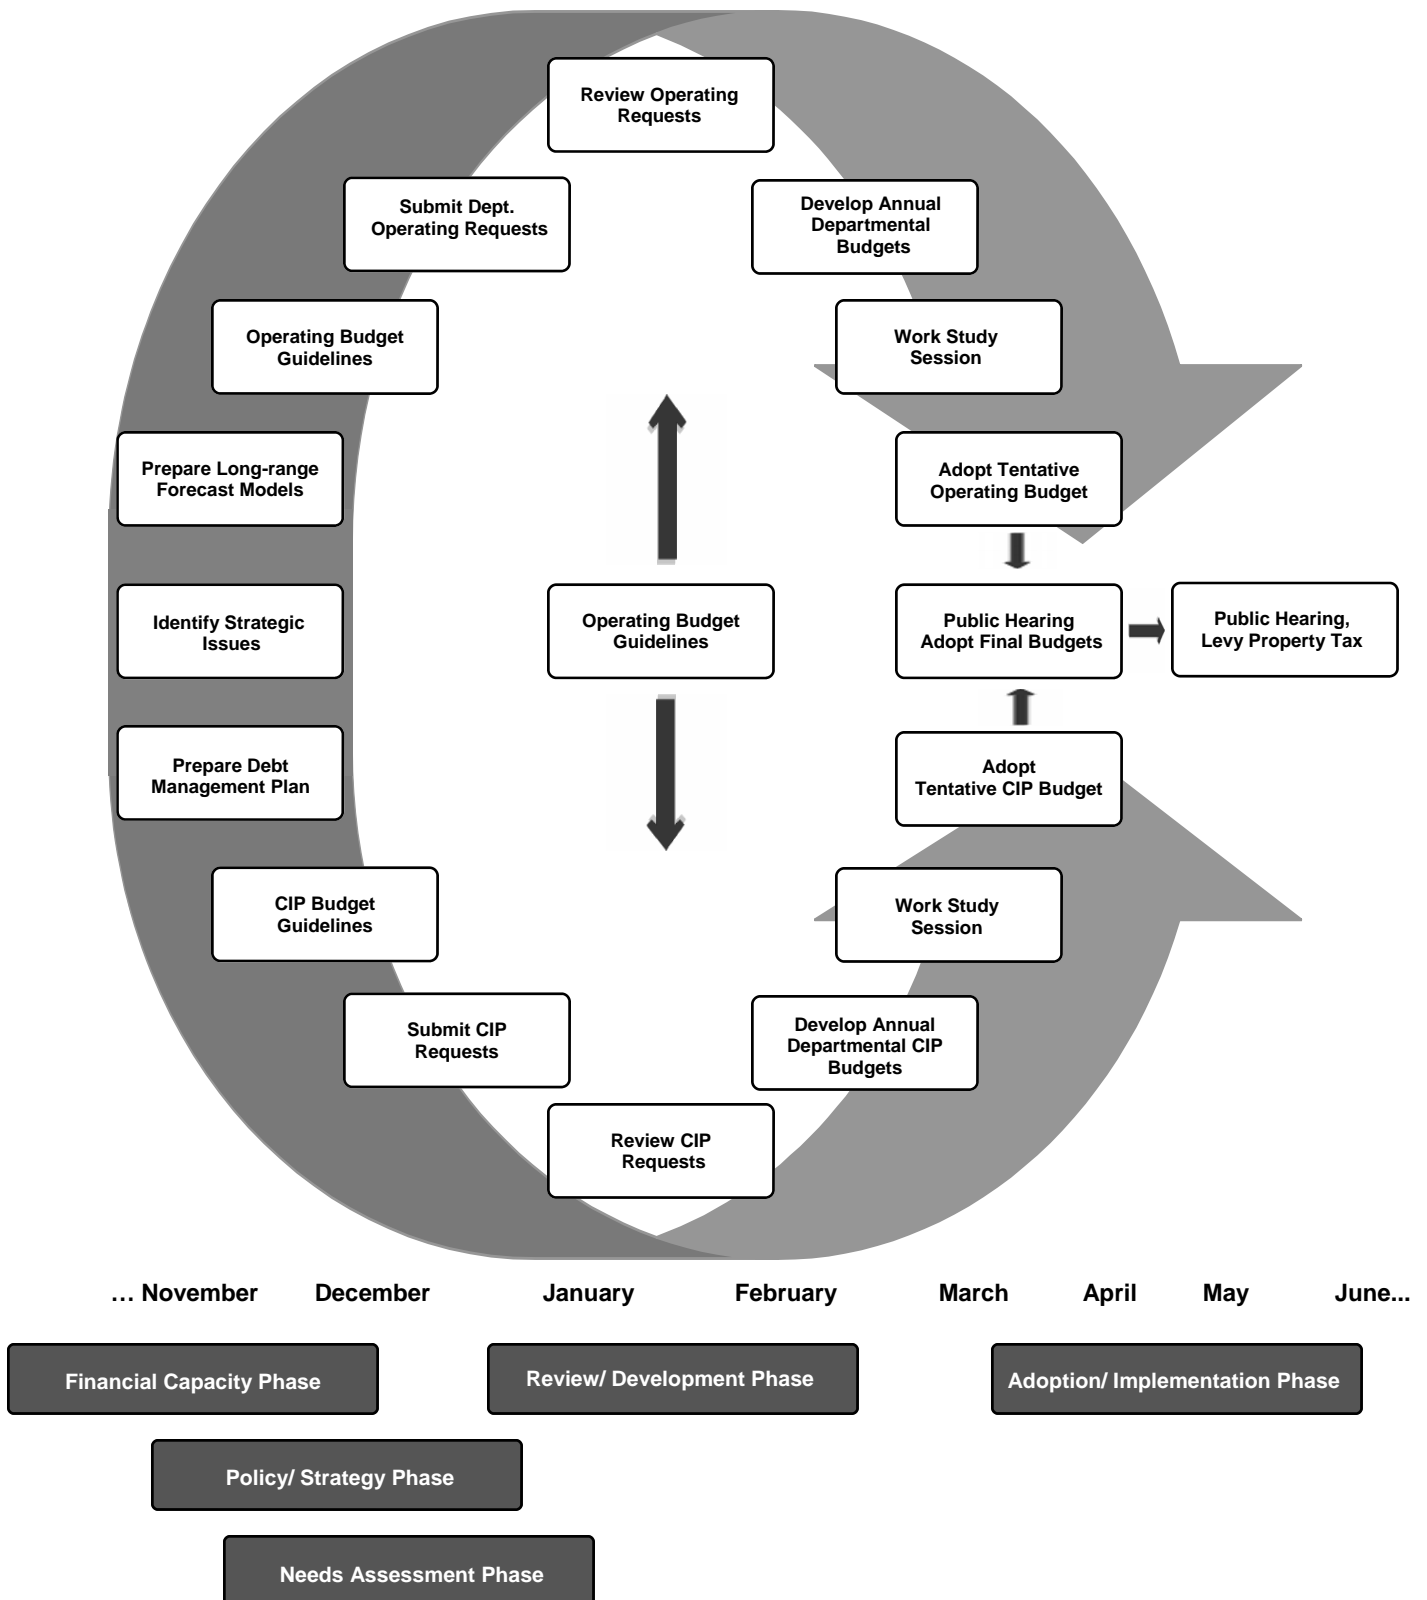 Review Operating
Requests
Submit Dept.
Operating Requests
Develop Annual
Departmental
Budgets
Operating Budget
Guidelines
Work Study
Session
Prepare Long-range
Forecast Models
Adopt Tentative
Operating Budget
Identify Strategic
Issues
Operating Budget
Guidelines
Public Hearing
Adopt Final Budgets
Public Hearing,
Levy Property Tax
Prepare Debt
Management Plan
Adopt
Tentative CIP Budget
CIP Budget
Guidelines
Work Study
Session
Submit CIP
Requests
Develop Annual
Departmental CIP
Budgets
Review CIP
Requests
... November December January February March April May June...
Financial Capacity Phase
Review/ Development Phase
Adoption/ Implementation Phase
Policy/ Strategy Phase
Needs Assessment Phase